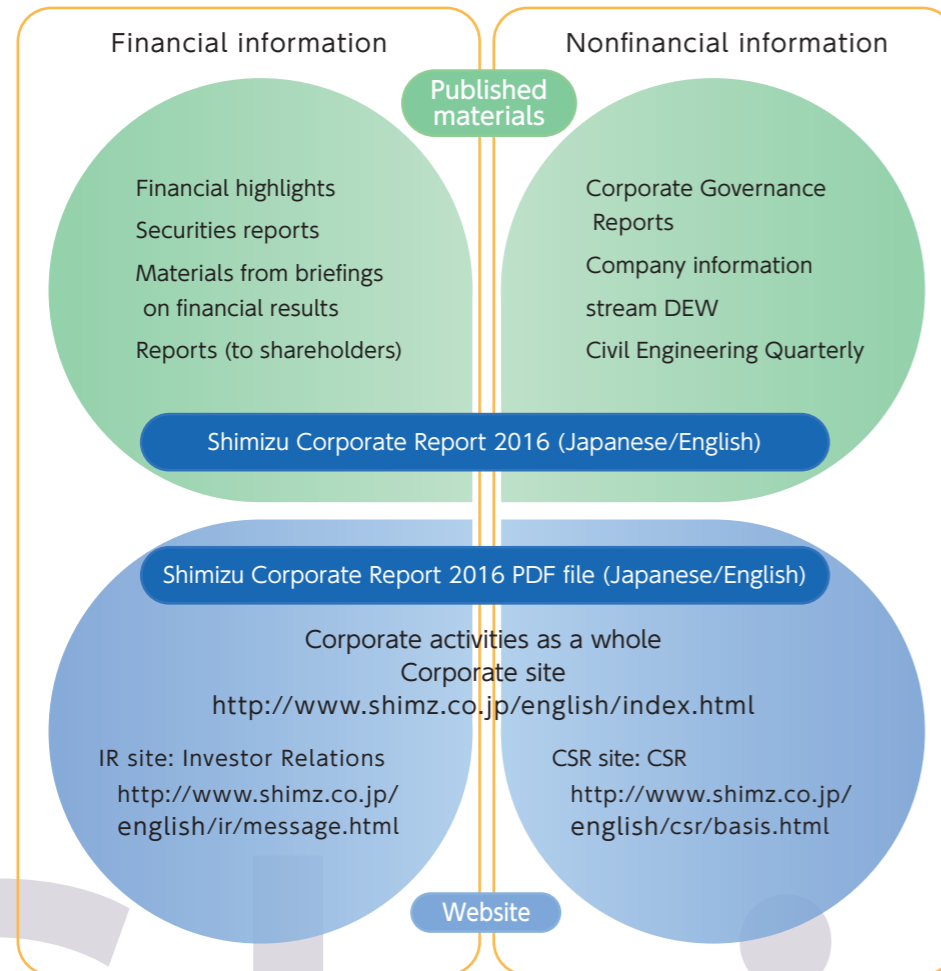 Financial information
Nonfinancial information
Published
materials
Financial highlights
Securities reports
Materials from briefings
on financial results
Reports (to shareholders)
Corporate Governance
Reports
Company information
stream DEW
Civil Engineering Quarterly
Shimizu Corporate Report 2016 (Japanese/English)
Shimizu Corporate Report 2016 PDF file (Japanese/English)
Corporate activities as a whole
Corporate site
http://www.shimz.co.jp/english/index.html
IR site: Investor Relations
http://www.shimz.co.jp/
english/ir/message.html
CSR site: CSR
http://www.shimz.co.jp/
english/csr/basis.html
Website